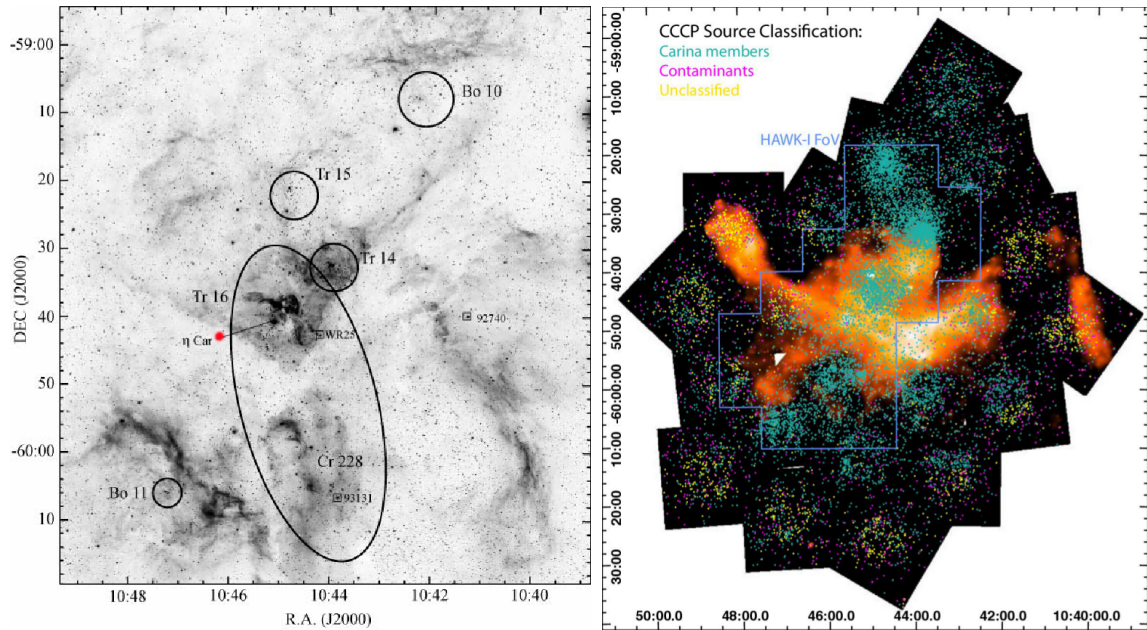 -59:00
10
20
30
40
50
-60:00
10
DEC (J2000)
Bo 10
Tr 15
Tr 14
Tr 16
η Car
WR25
92740
Cr 228
93131
Bo 11
10:48
10:46
10:44
10:42
10:40
R.A. (J2000)
CCCP Source Classification:
Carina members
Contaminants
Unclassified
HAWK-I FoV
-59:00:00
10:00
20:00
30:00
40:00
50:00
-60:00:00
10:00
20:00
30:00
50:00.0
48:00.0
46:00.0
44:00.0
42:00.0
10:40:00.0